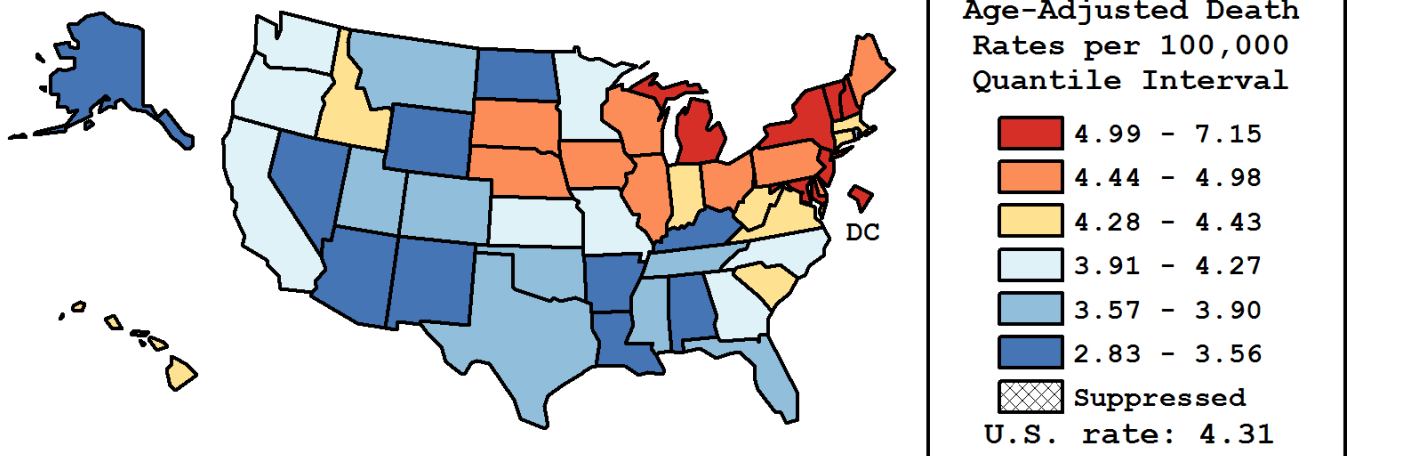 Age-Adjusted Death
Rates per 100,000
Quantile Interval
4.99 - 7.15
4.44 - 4.98
4.28 - 4.43
3.91 - 4.27
3.57 - 3.90
2.83 - 3.56
Suppressed
U.S. rate: 4.31
DC